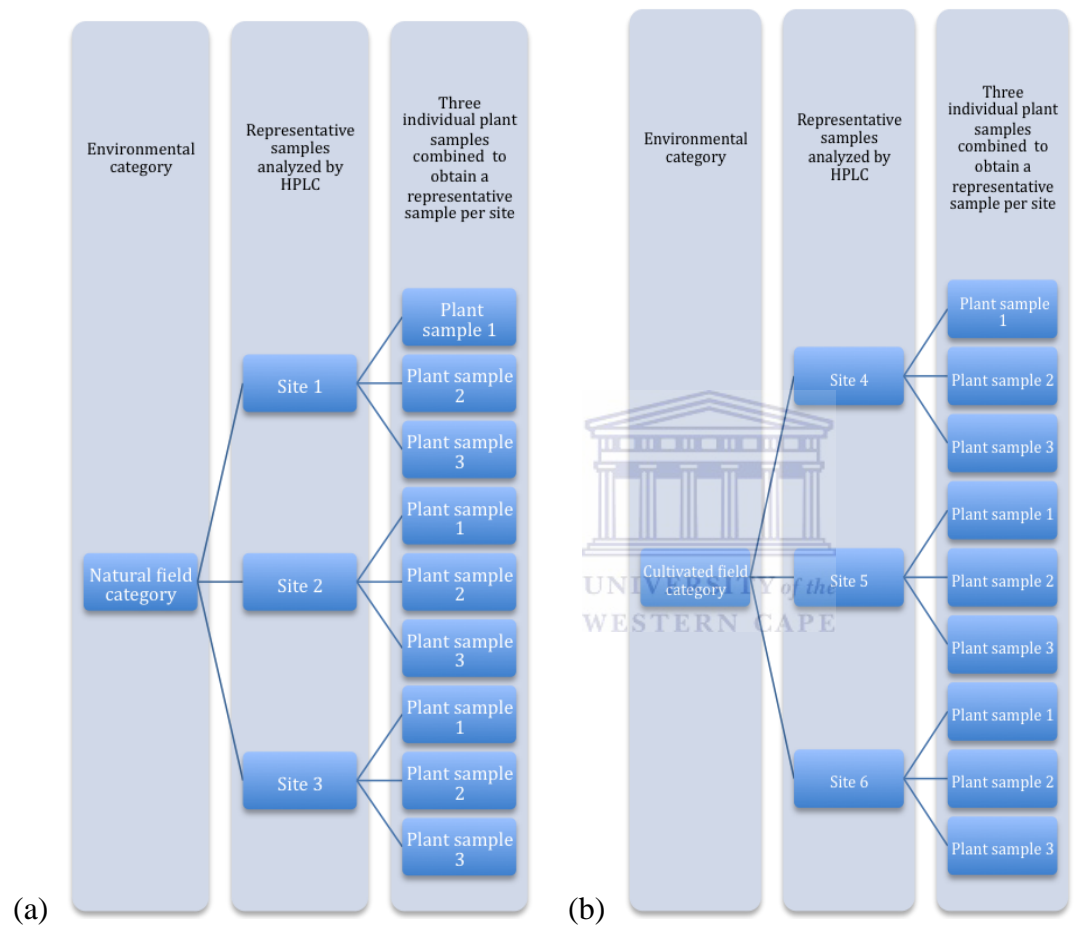 Environmental
category
Representative
samples
analyzed by
HPLC
Three
individual plant
samples
combined to
obtain a
representative
sample per site
Natural field
category
Site 1
Plant
sample 1
Plant sample
2
Plant sample
3
Site 2
Plant sample
1
Plant sample
2
Plant sample
3
Site 3
Plant sample
1
Plant sample
2
Plant sample
3
(a)
Environmental
category
Representative
samples
analyzed by
HPLC
Three
individual plant
samples
combined to
obtain a
representative
sample per site
Cultivated field
category
Site 4
Plant sample
1
Plant sample 2
Plant sample 3
Site 5
Plant sample 1
Plant sample 2
Plant sample 3
Site 6
Plant sample 1
Plant sample 2
Plant sample 3
UNIVERSITY of the
WESTERN CAPE
(b)